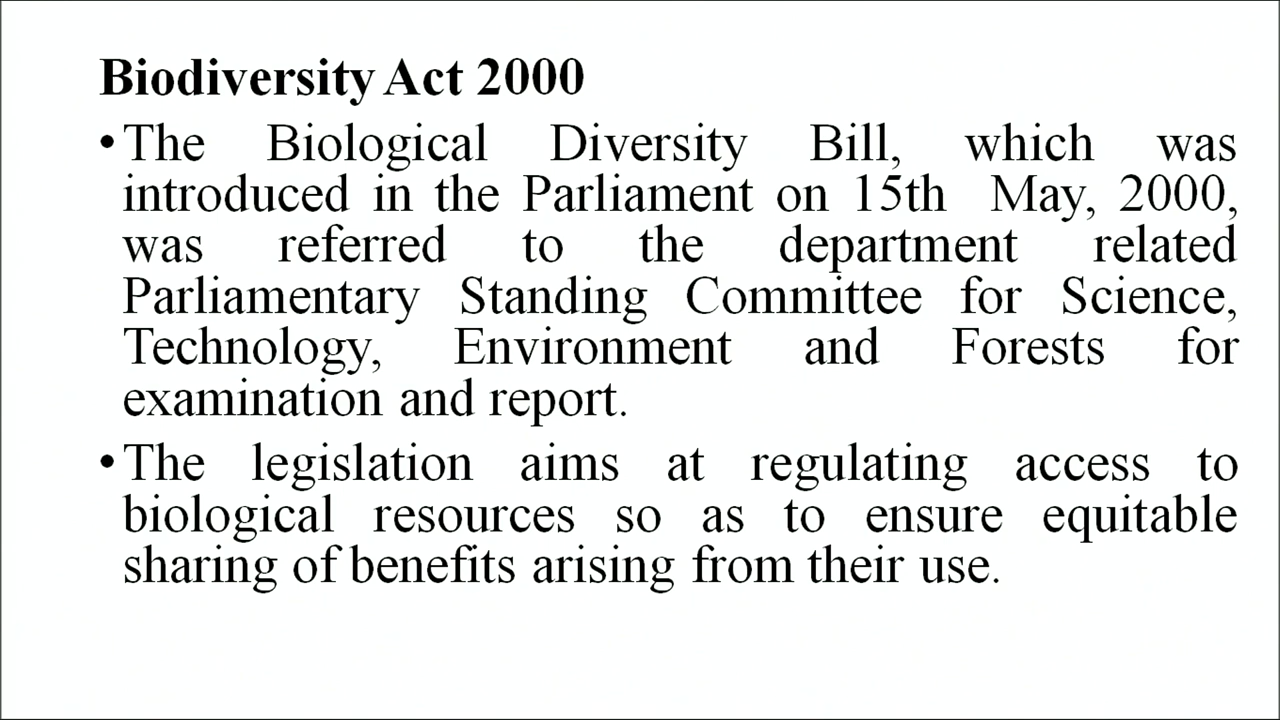 Biodiversity Act 2000
•The Biological Diversity Bill, which was
introduced in the Parliament on 15th May, 2000,
was referred to the department related
Parliamentary Standing Committee for Science,
Technology, Environment and Forests for
examination and report.
•The legislation aims at regulating access to
biological resources so as to ensure equitable
sharing of benefits arising from their use.